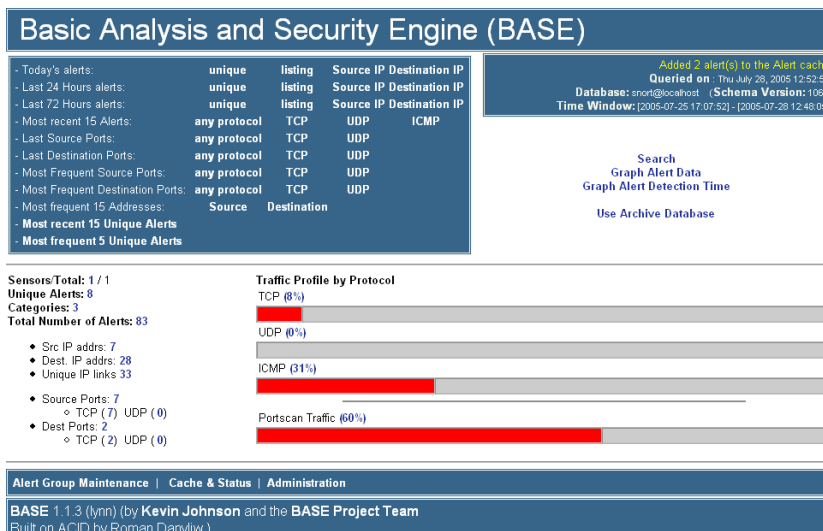 Basic Analysis and Security Engine (BASE)
- Today's alerts: unique listing Source IP Destination IP
- Last 24 Hours alerts: unique listing Source IP Destination IP
- Last 72 Hours alerts: unique listing Source IP Destination IP
- Most recent 15 Alerts: any protocol TCP UDP ICMP
- Last Source Ports: any protocol TCP UDP
- Last Destination Ports: any protocol TCP UDP
- Most Frequent Source Ports: any protocol TCP UDP
- Most Frequent Destination Ports: any protocol TCP UDP
- Most frequent 15 Addresses: Source Destination
- Most recent 15 Unique Alerts
- Most frequent 5 Unique Alerts
Added 2 alert(s) to the Alert cach
Queried on : Thu July 28, 2005 12:52:5
Database: snort@localhost (Schema Version: 106
Time Window: [2005-07-25 17:07:52] - [2005-07-28 12:48:0
Search
Graph Alert Data
Graph Alert Detection Time
Use Archive Database
Sensors/Total: 1 / 1
Unique Alerts: 8
Categories: 3
Total Number of Alerts: 83
Src IP addrs: 7
Dest. IP addrs: 28
Unique IP links 33
Source Ports: 7
TCP ( 7) UDP ( 0)
Dest Ports: 2
TCP ( 2) UDP ( 0)
Traffic Profile by Protocol
TCP (8%)
UDP (0%)
ICMP (31%)
Portscan Traffic (60%)
Alert Group Maintenance | Cache & Status | Administration
BASE 1.1.3 (lynn) (by Kevin Johnson and the BASE Project Team
Built on ACID by Roman Danyliw )